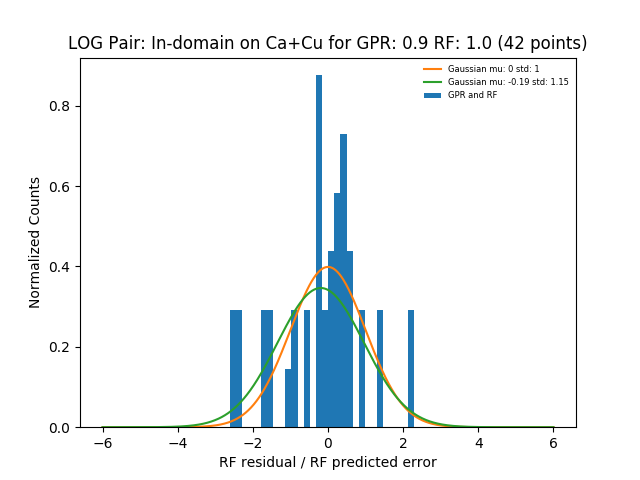 LOG Pair: In-domain on Ca+Cu for GPR: 0.9 RF: 1.0 (42 points)
Gaussian mu: 0 std: 1
Gaussian mu: -0.19 std: 1.15
GPR and RF
Normalized Counts
0.8
0.6
0.4
0.2
0.0
−6 −4 −2 0 2 4 6
RF residual / RF predicted error